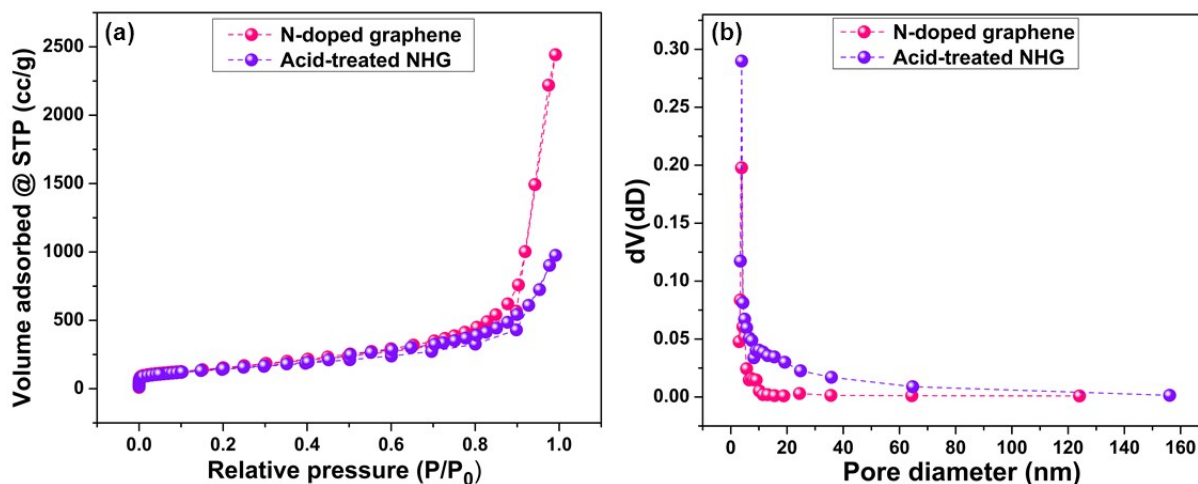 (a)
N-doped graphene
Acid-treated NHG
Volume adsorbed @ STP (cc/g)
2500
2000
1500
1000
500
0
0.0 0.2 0.4 0.6 0.8 1.0
Relative pressure (P/P0)
(b)
N-doped graphene
Acid-treated NHG
dV(dD)
0.30
0.25
0.20
0.15
0.10
0.05
0.00
0 20 40 60 80 100 120 140 160
Pore diameter (nm)